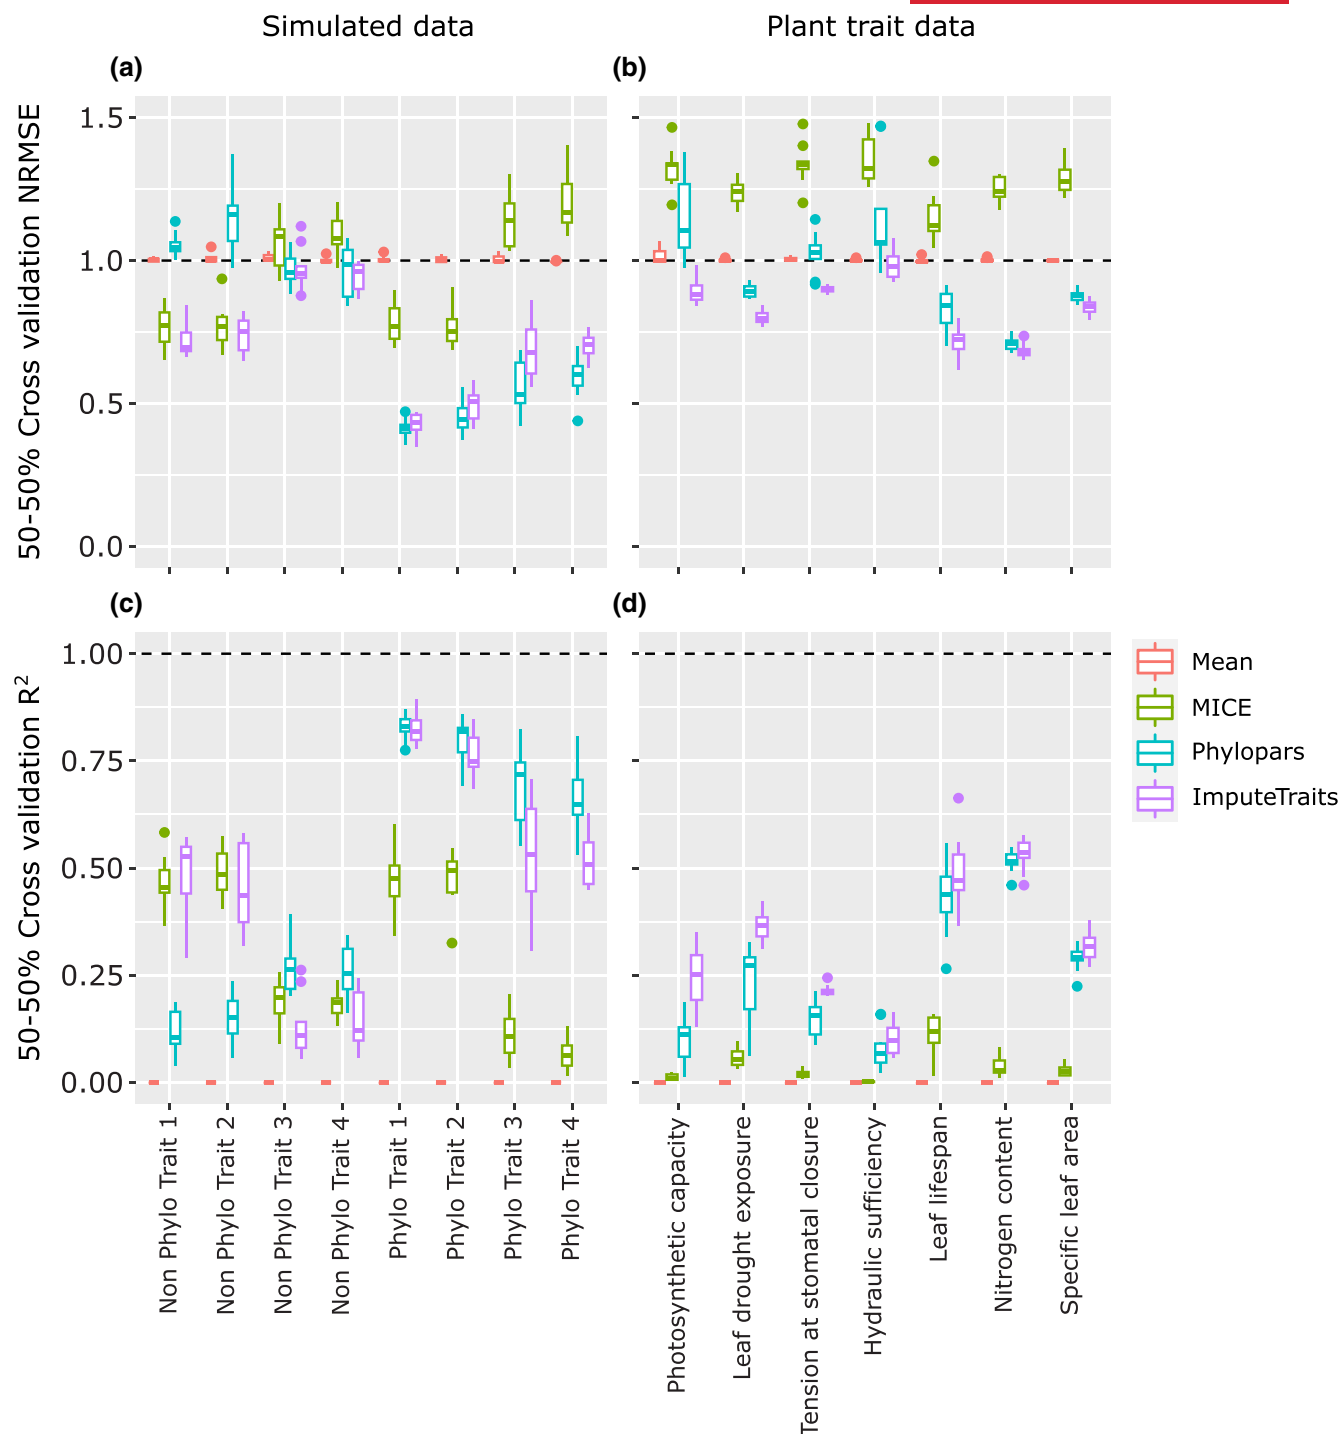 Simulated data
Plant trait data
(a)
(b)
50-50% Cross validation NRMSE
1.5
1.0
0.5
0.0
(c)
(d)
50-50% Cross validation R²
1.00
0.75
0.50
0.25
0.00
Mean
MICE
Phylopars
ImputeTraits
Non Phylo Trait 1
Non Phylo Trait 2
Non Phylo Trait 3
Non Phylo Trait 4
Phylo Trait 1
Phylo Trait 2
Phylo Trait 3
Phylo Trait 4
Photosynthetic capacity
Leaf drought exposure
Tension at stomatal closure
Hydraulic sufficiency
Leaf lifespan
Nitrogen content
Specific leaf area